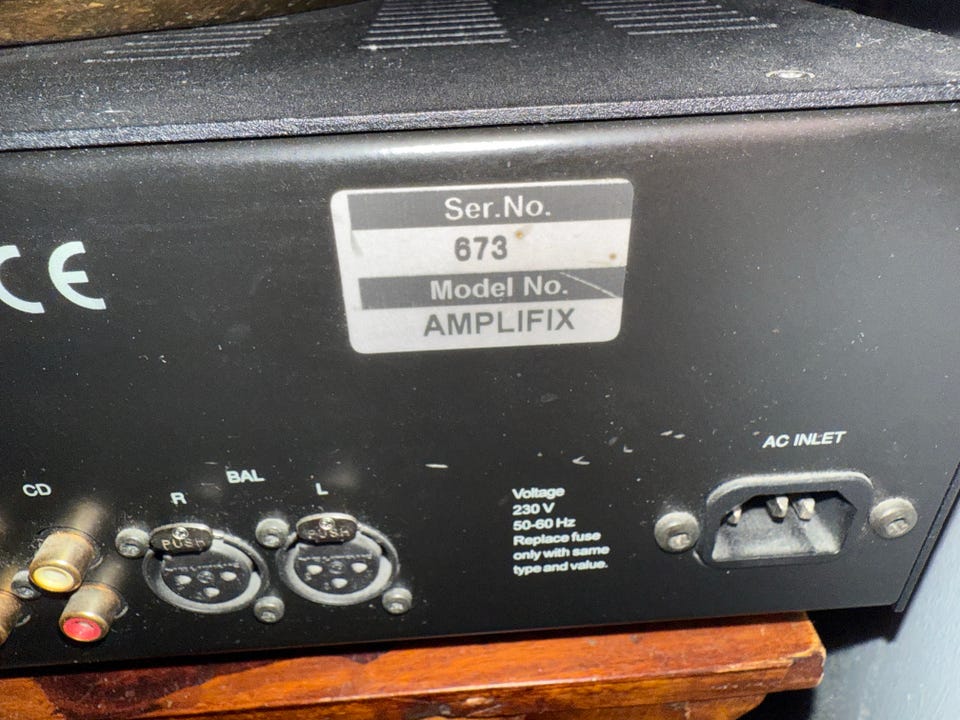 Ser.No.
673
Model No.
AMPLIFIX
CE
AC INLET
CD
BAL
R
L
PUSH
PUSH
Voltage
230 V
50-60 Hz
Replace fuse
only with same
type and value.